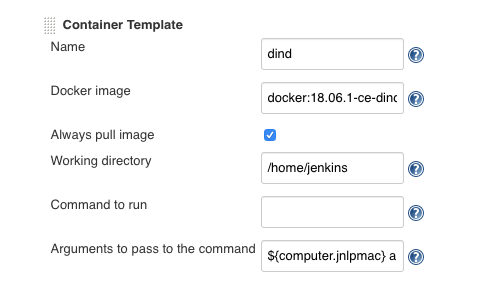 Container Template
Name
dind
Docker image
docker:18.06.1-ce-dind
Always pull image
Working directory
/home/jenkins
Command to run
Arguments to pass to the command
${computer.jnlpmac} a